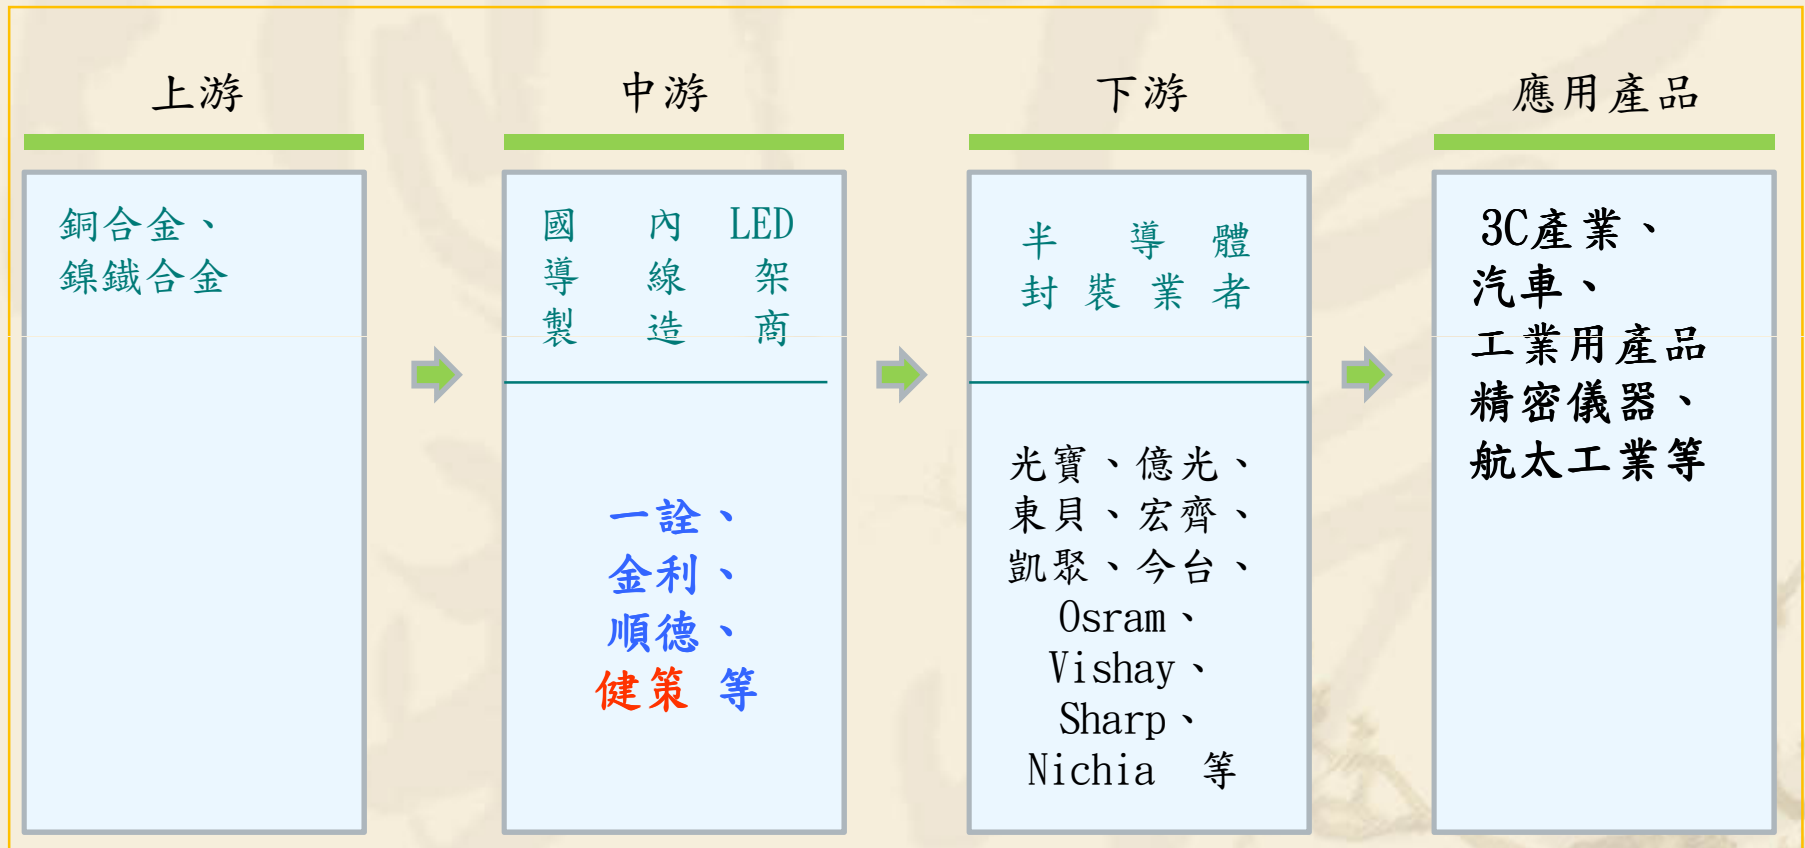 上游
銅合金、
鎳鐵合金
中游
國內LED
導線架
製造商
一詮、
金利、
順德、
健策 等
下游
半導體
封裝業者
光寶、億光、
東貝、宏齊、
凱聚、今台、
Osram、
Vishay、
Sharp、
Nichia 等
應用產品
3C產業、
汽車、
工業用產品
精密儀器、
航太工業等